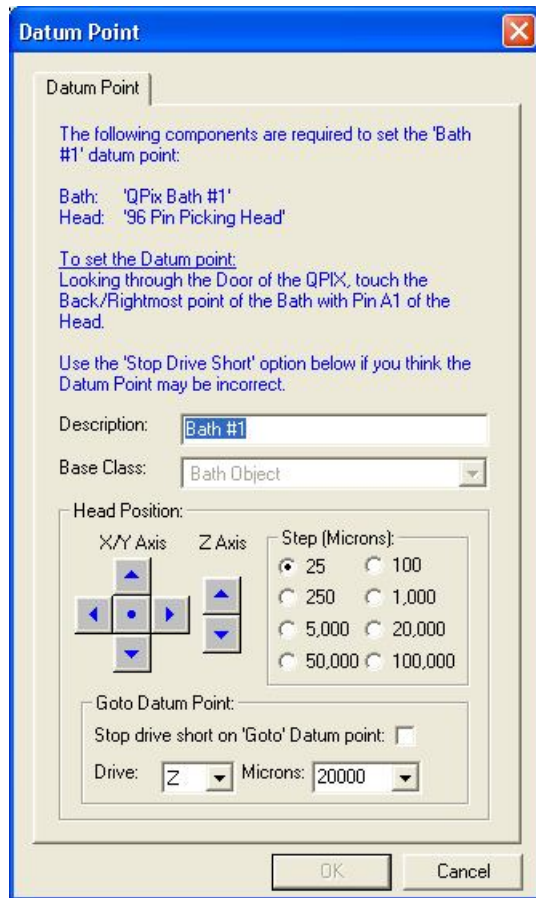 Datum Point
Datum Point
The following components are required to set the 'Bath
#1' datum point:
Bath: 'QPix Bath #1'
Head: '96 Pin Picking Head'
To set the Datum point:
Looking through the Door of the QPIX, touch the
Back/Rightmost point of the Bath with Pin A1 of the
Head.
Use the 'Stop Drive Short' option below if you think the
Datum Point may be incorrect.
Description: Bath #1
Base Class: Bath Object
Head Position:
X/Y Axis Z Axis Step (Microns):
25 100
250 1,000
5,000 20,000
50,000 100,000
Goto Datum Point:
Stop drive short on 'Goto' Datum point:
Drive: Z Microns: 20000
OK Cancel